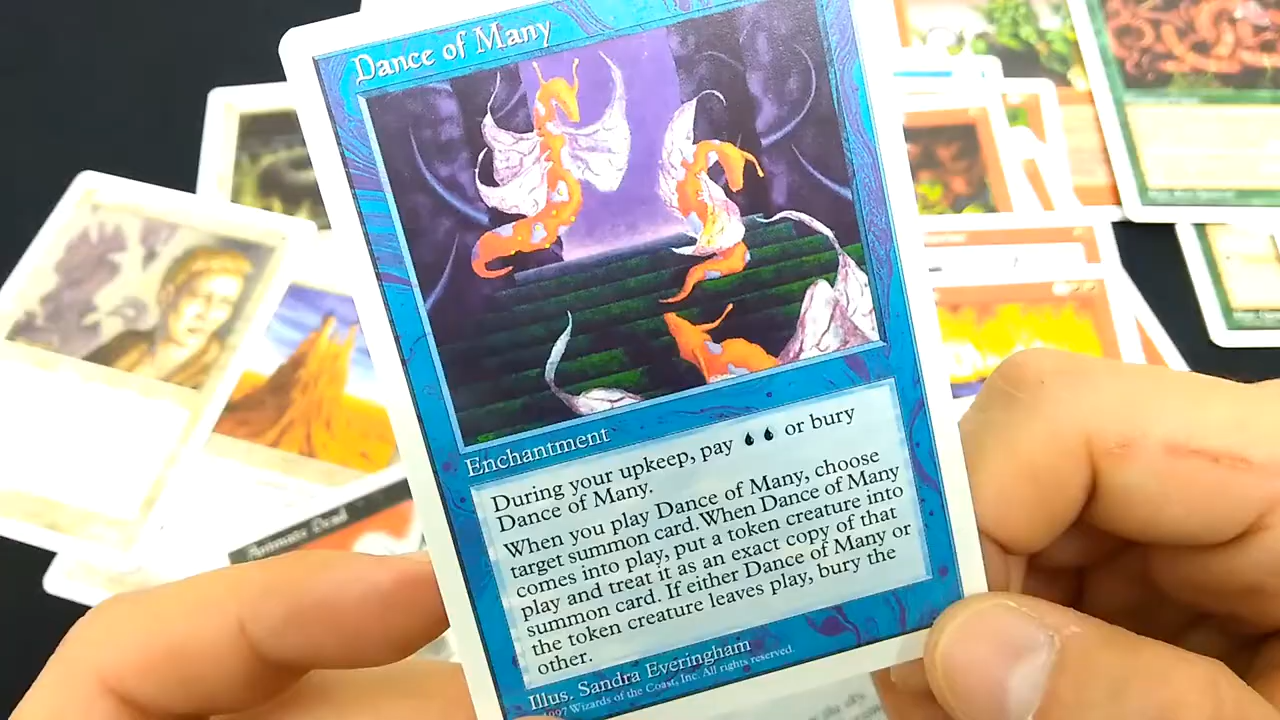 Dance of Many
Enchantment
During your upkeep, pay or bury
Dance of Many.
When you play Dance of Many, choose
target summon card. When Dance of Many
comes into play, put a token creature into
play and treat it as an exact copy of that
summon card. If either Dance of Many or
the token creature leaves play, bury the
other.
Illus. Sandra Everingham
1997 Wizards of the Coast, Inc. All rights reserved.
Animate Dead